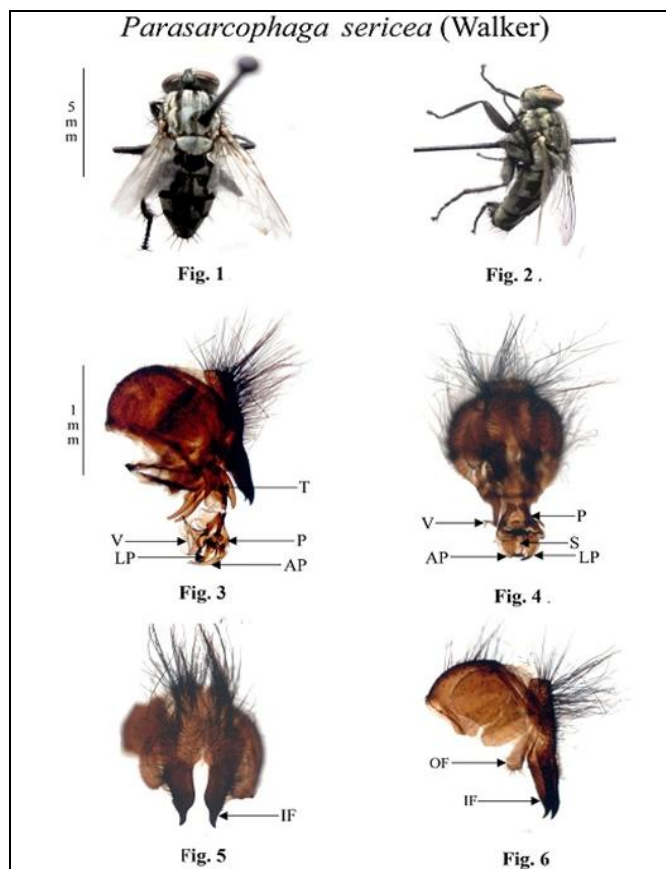 Parasarcophaga sericea (Walker)
5
m
m
Fig. 1
Fig. 2 .
1
m
m
T
V
P
LP
AP
Fig. 3
V
P
S
AP
LP
Fig. 4 .
IF
Fig. 5
OF
IF
Fig. 6